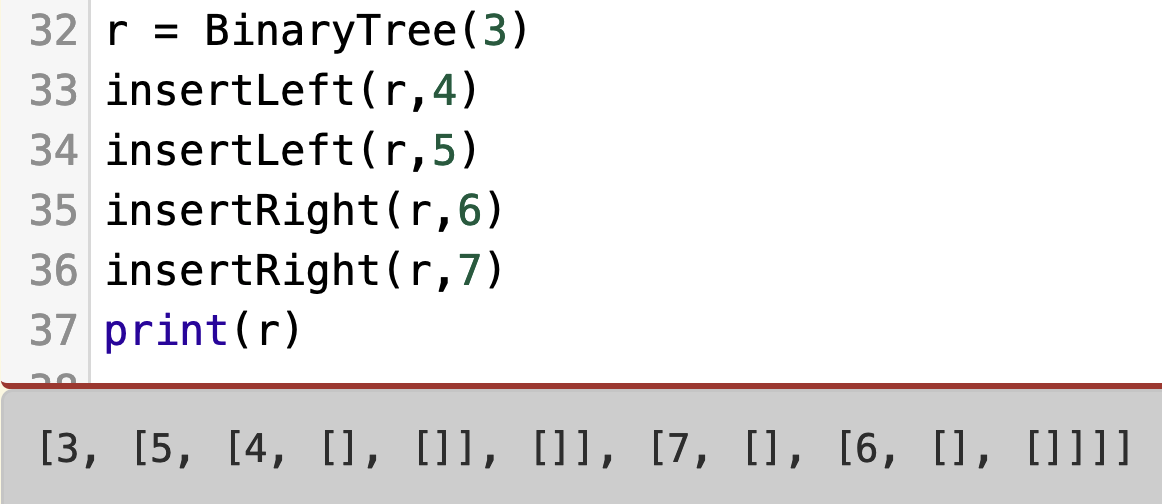 32 r = BinaryTree(3)
33 insertLeft(r,4)
34 insertLeft(r,5)
35 insertRight(r,6)
36 insertRight(r,7)
37 print(r)
[3, [5, [4, [], []], []], [7, [], [6, [], []]]]